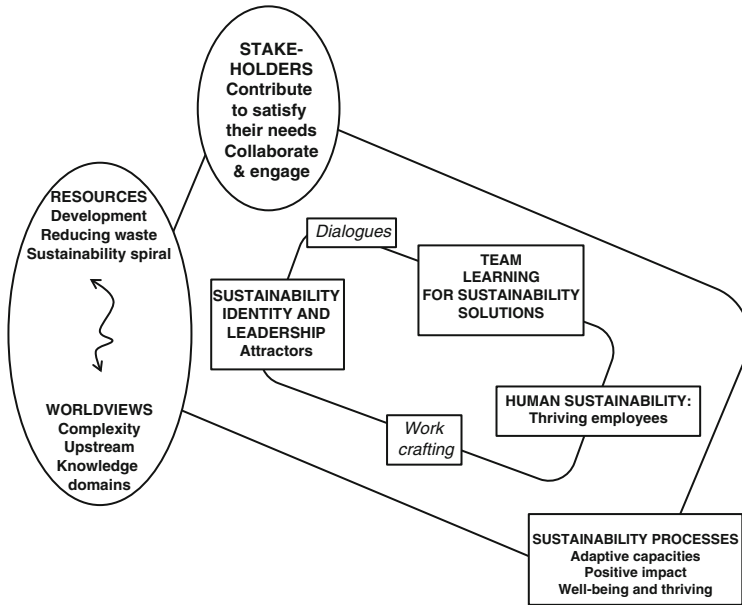 STAKE-
HOLDERS
Contribute
to satisfy
their needs
Collaborate
& engage
RESOURCES
Development
Reducing waste
Sustainability spiral
WORLDVIEWS
Complexity
Upstream
Knowledge
domains
Dialogues
TEAM
LEARNING
FOR SUSTAINABILITY
SOLUTIONS
SUSTAINABILITY
IDENTITY AND
LEADERSHIP
Attractors
HUMAN SUSTAINABILITY:
Thriving employees
Work
crafting
SUSTAINABILITY PROCESSES
Adaptive capacities
Positive impact
Well-being and thriving